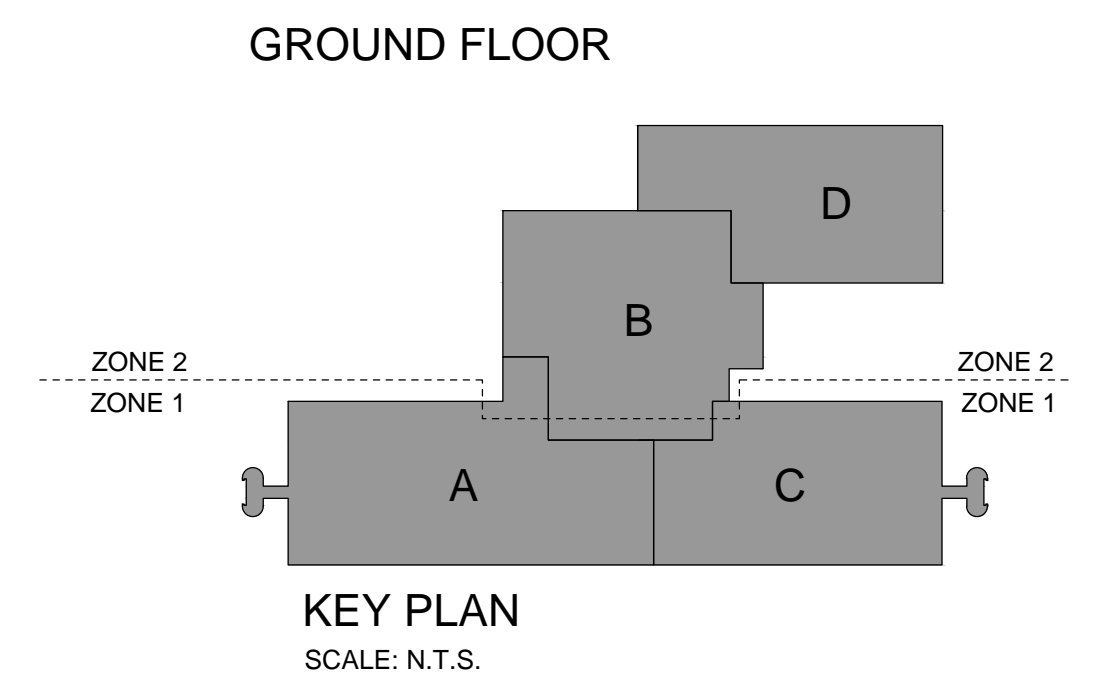 GROUND FLOOR
D
B
ZONE 2
ZONE 2
ZONE 1
ZONE 1
A
C
KEY PLAN
SCALE: N.T.S.